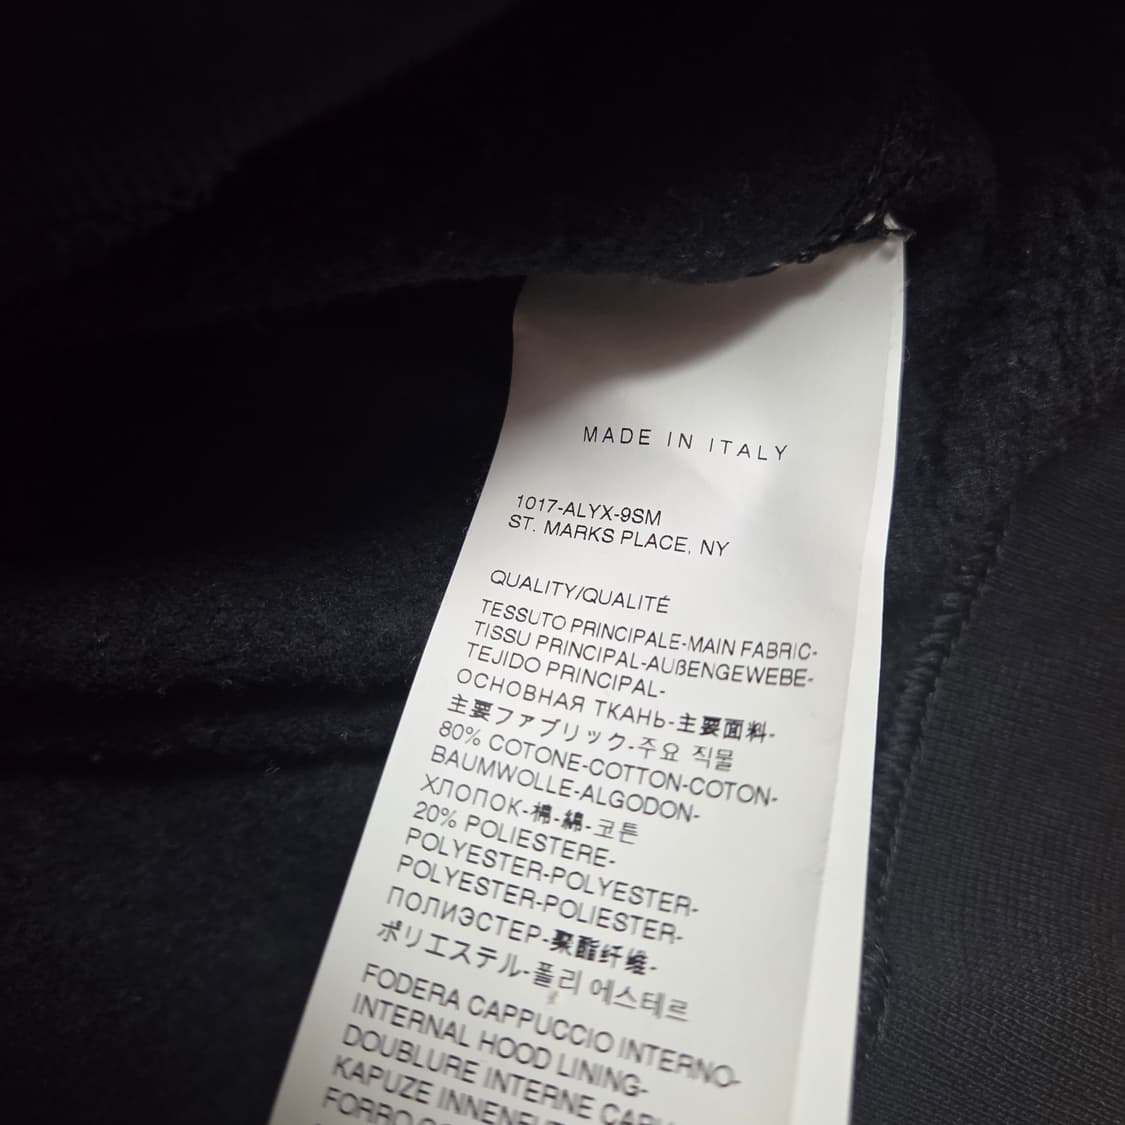 MADE IN ITALY
1017-ALYX-9SM
ST. MARKS PLACE, NY
QUALITY/QUALITÉ
TESSUTO PRINCIPALE-MAIN FABRIC-
TISSU PRINCIPAL-AUßENGEWEBE-
TEJIDO PRINCIPAL-
ОСНОВНАЯ ТКАНЬ-主要面料-
主要ファブリック-주요 직물
80% COTONE-COTTON-COTON-
BAUMWOLLE-ALGODON-
ХЛОПОК-棉-綿-코튼
20% POLIESTERE-
POLYESTER-POLYESTER-
POLYESTER-POLIESTER-
ПОЛИЭСТЕР-聚酯纤维-
ポリエステル-폴리 에스테르
FODERA CAPPUCCIO INTERNO-
INTERNAL HOOD LINING-
DOUBLURE INTERNE
KAPUZE
FORRO